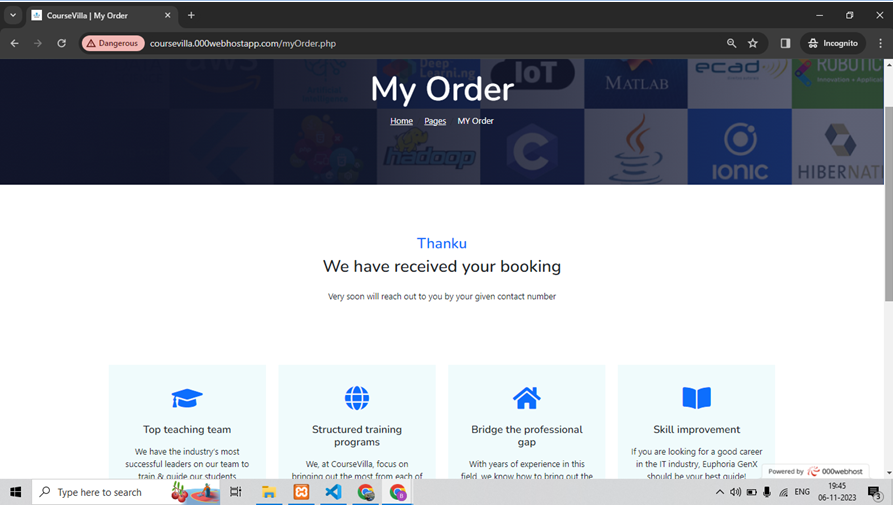 CourseVilla | My Order
Dangerous
coursevilla.000webhostapp.com/myOrder.php
Incognito
aws
Deep
Learning
IoT
MATLAB
ecad
ROBOTIC
Innovation + Applica
My Order
Home Pages MY Order
hadoop
C
IONIC
HIBERNAT
Thanku
We have received your booking
Very soon will reach out to you by your given contact number
Top teaching team
We have the industry's most
successful leaders on our team to
train & guide our students
Structured training
programs
We, at CourseVilla, focus on
bringing out the most from each of
Bridge the professional
gap
With years of experience in this
field, we know how to bring out the
Skill improvement
If you are looking for a good career
in the IT industry, Euphoria GenX
should be your best guide!
Powered by 000webhost
Type here to search
ENG
19:45
06-11-2023
3